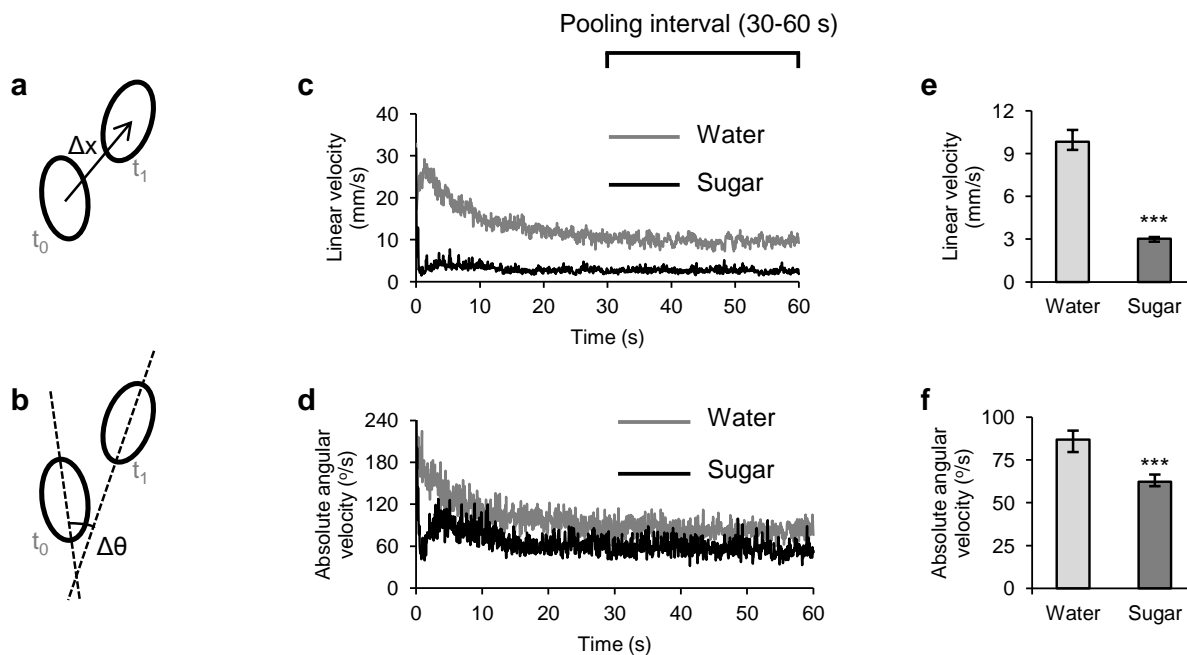 Pooling interval (30-60 s)
a
Δx
t1
t0
c
Linear velocity
(mm/s)
40
30
20
10
0
Water
Sugar
0 10 20 30 40 50 60
Time (s)
e
Linear velocity
(mm/s)
12
9
6
3
0
***
Water Sugar
b
t1
t0
Δθ
d
Absolute angular
velocity (º/s)
240
180
120
60
0
Water
Sugar
0 10 20 30 40 50 60
Time (s)
f
Absolute angular
velocity (º/s)
100
75
50
25
0
***
Water Sugar